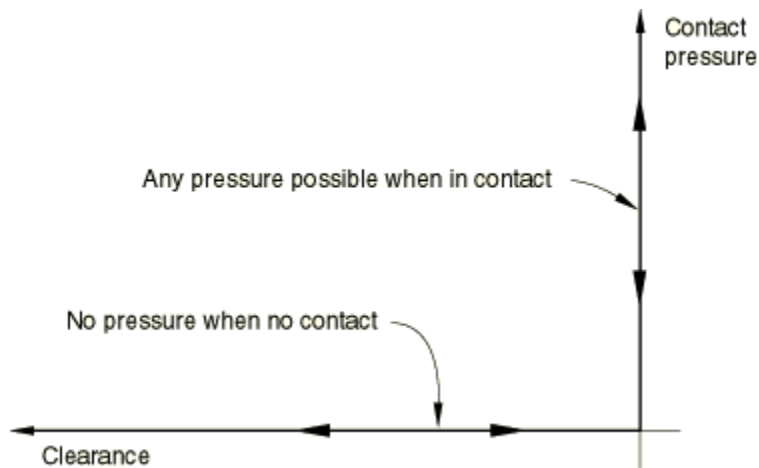 Contact
pressure
Any pressure possible when in contact
No pressure when no contact
Clearance